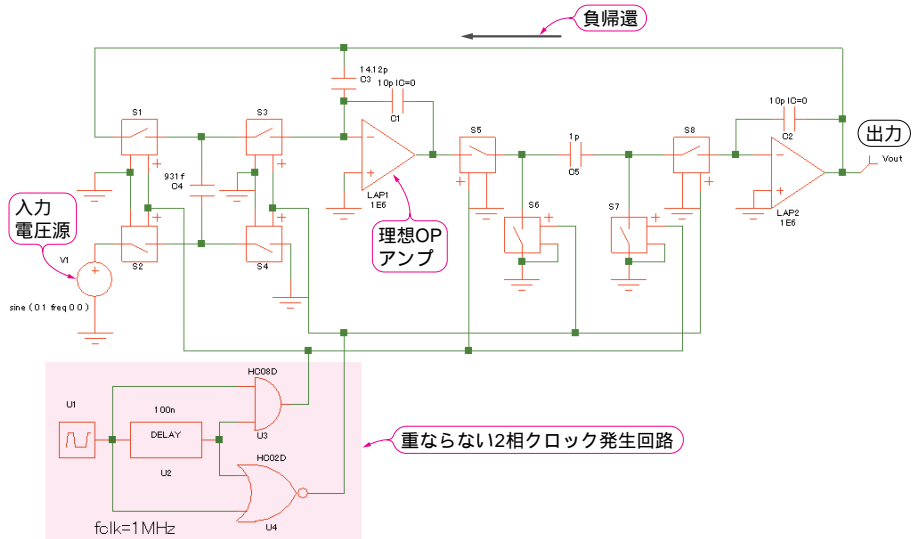 負帰還
14.12p
C3
10p IC=0
C1
10p IC=0
C2
S1
S3
S5
1p
C5
S8
出力
Vout
931f
C4
LAP1
1E6
LAP2
1E6
入力
電圧源
V1
S2
S4
理想OP
アンプ
S6
S7
sine (0 1 freq 0 0)
HC08D
U1
100n
DELAY
U3
U2
HC02D
U4
重ならない2相クロック発生回路
fclk=1MHz